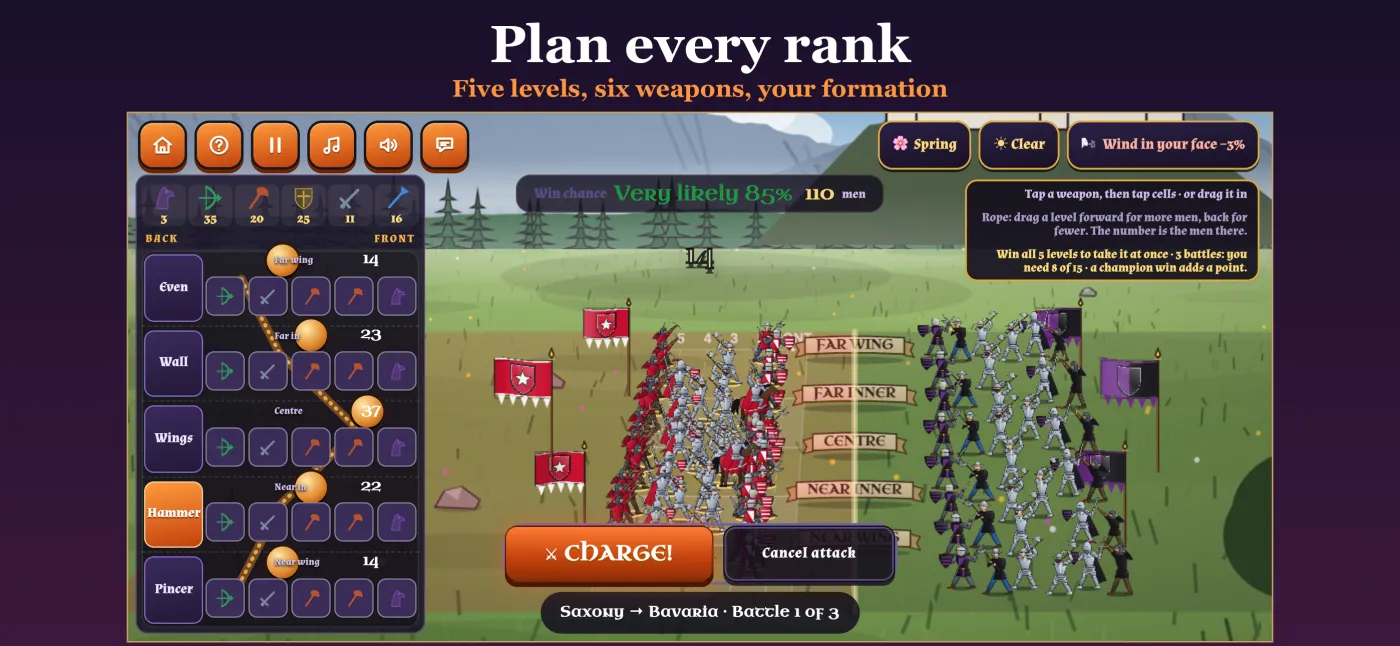 Plan every rank
Five levels, six weapons, your formation
Spring
Clear
Wind in your face −3%
3 35 20 25 11 16
BACK FRONT
Win chance Very likely 85% 110 men
Tap a weapon, then tap cells · or drag it in
Rope: drag a level forward for more men, back for
fewer. The number is the men there.
Win all 5 levels to take it at once · 3 battles: you
need 8 of 15 · a champion win adds a point.
14
Even
Far wing 14
Wall
Far in 23
Wings
Centre 37
Hammer
Near in 22
Pincer
Near wing 14
5 4 3
FAR WING
FAR INNER
CENTRE
NEAR INNER
NEAR WING
CHARGE!
Cancel attack
Saxony → Bavaria · Battle 1 of 3